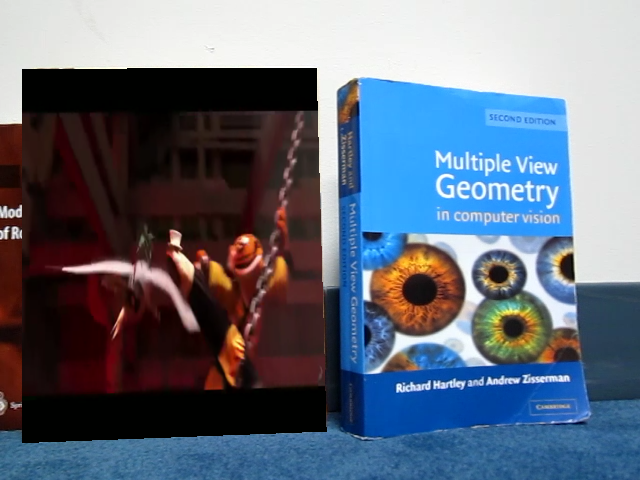 Mod
of Ro
SECOND EDITION
Multiple View
Geometry
in computer vision
Richard Hartley and Andrew Zisserman
CAMBRIDGE
Hartley and
Zisserman
Multiple View Geometry